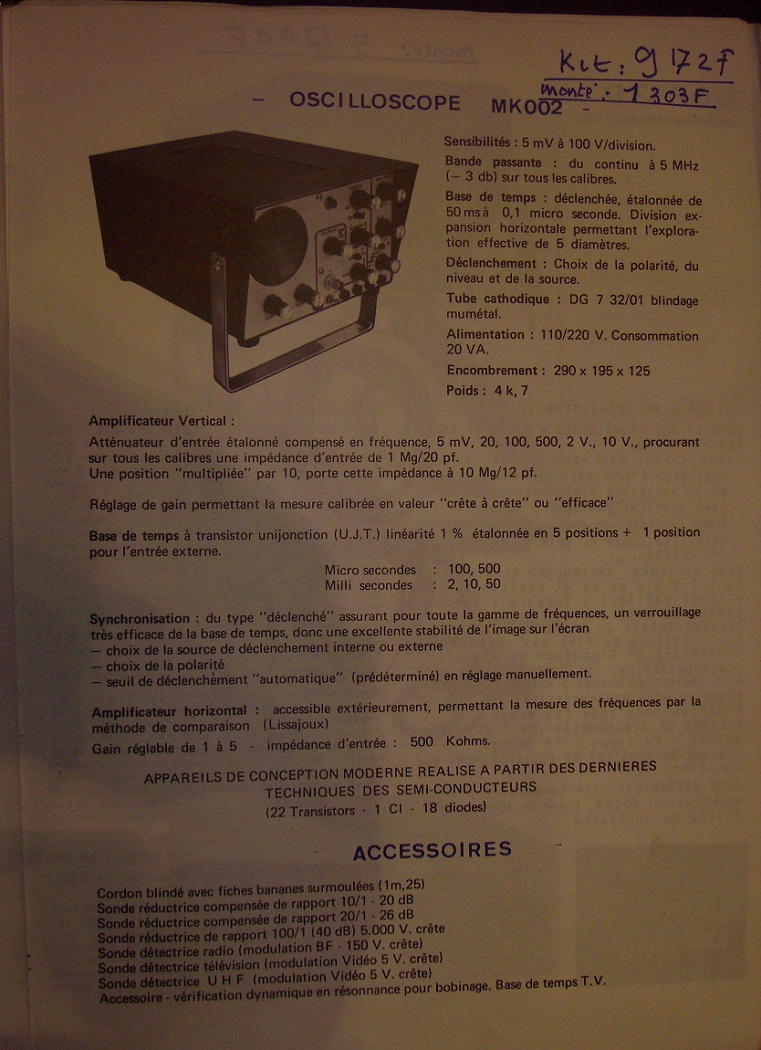 Kit : 972 F
monté : 1 303 F
- OSCILLOSCOPE MK002 -
Sensibilités : 5 mV à 100 V/division.
Bande passante : du continu à 5 MHz
(— 3 db) sur tous les calibres.
Base de temps : déclenchée, étalonnée de
50 ms à 0,1 micro seconde. Division ex-
pansion horizontale permettant l'explora-
tion effective de 5 diamètres.
Déclenchement : Choix de la polarité, du
niveau et de la source.
Tube cathodique : DG 7 32/01 blindage
mumétal.
Alimentation : 110/220 V. Consommation
20 VA.
Encombrement : 290 x 195 x 125
Poids : 4 k, 7
Amplificateur Vertical :
Atténuateur d'entrée étalonné compensé en fréquence, 5 mV, 20, 100, 500, 2 V., 10 V., procurant
sur tous les calibres une impédance d'entrée de 1 Mg/20 pf.
Une position "multipliée" par 10, porte cette impédance à 10 Mg/12 pf.
Réglage de gain permettant la mesure calibrée en valeur "crête à crête" ou "efficace"
Base de temps à transistor unijonction (U.J.T.) linéarité 1 % étalonnée en 5 positions + 1 position
pour l'entrée externe.
Micro secondes : 100, 500
Milli secondes : 2, 10, 50
Synchronisation : du type "déclenché" assurant pour toute la gamme de fréquences, un verrouillage
très efficace de la base de temps, donc une excellente stabilité de l'image sur l'écran
— choix de la source de déclenchement interne ou externe
— choix de la polarité
— seuil de déclenchement "automatique" (prédéterminé) en réglage manuellement.
Amplificateur horizontal : accessible extérieurement, permettant la mesure des fréquences par la
méthode de comparaison (Lissajoux)
Gain réglable de 1 à 5 - impédance d'entrée : 500 Kohms.
APPAREILS DE CONCEPTION MODERNE REALISE A PARTIR DES DERNIERES
TECHNIQUES DES SEMI-CONDUCTEURS
(22 Transistors - 1 CI - 18 diodes)
ACCESSOIRES
Cordon blindé avec fiches bananes surmoulées (1m,25)
Sonde réductrice compensée de rapport 10/1 - 20 dB
Sonde réductrice compensée de rapport 20/1 - 26 dB
Sonde réductrice de rapport 100/1 (40 dB) 5.000 V. crête
Sonde détectrice radio (modulation BF - 150 V. crête)
Sonde détectrice télévision (modulation Vidéo 5 V. crête)
Sonde détectrice U H F (modulation Vidéo 5 V. crête)
Accessoire - vérification dynamique en résonnance pour bobinage. Base de temps T.V.